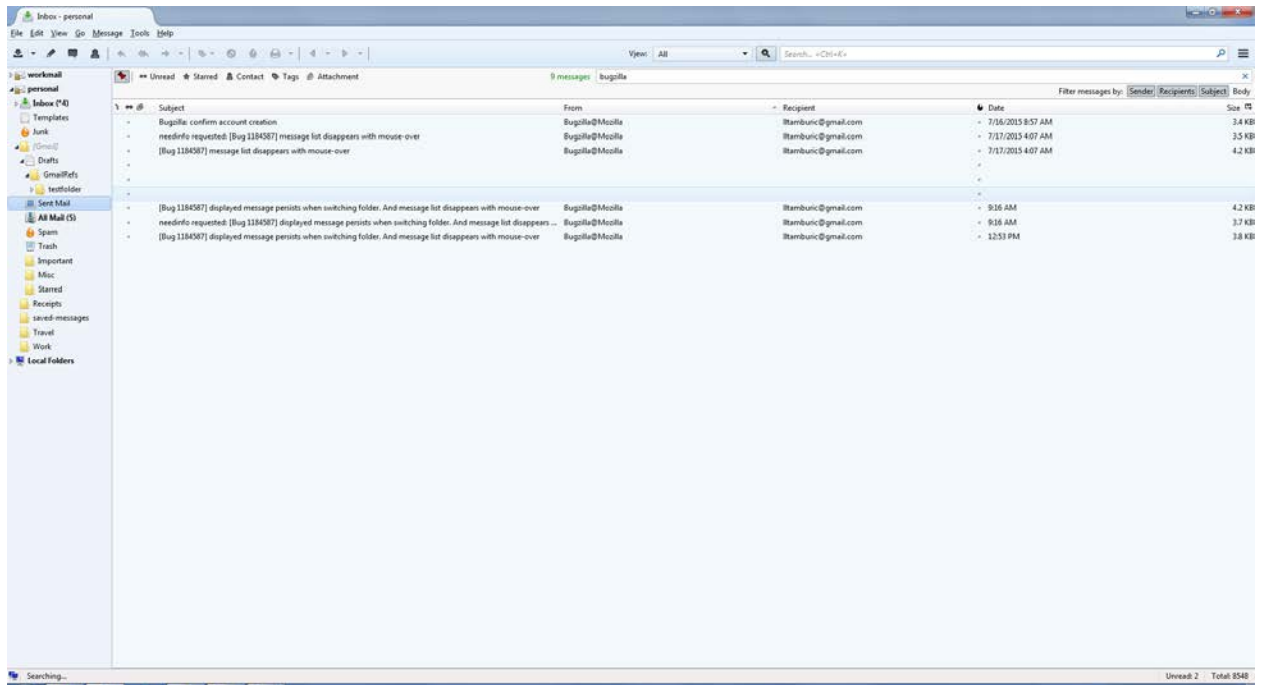 Inbox - personal
File Edit View Go Message Tools Help
View: All Search... <Ctrl+K>
workmail
personal
Inbox (*4)
Templates
Junk
[Gmail]
Drafts
GmailRefs
testfolder
Sent Mail
All Mail (5)
Spam
Trash
Important
Misc
Starred
Receipts
saved-messages
Travel
Work
Local Folders
Unread Starred Contact Tags Attachment 9 messages bugzilla
Filter messages by: Sender Recipients Subject Body
Subject From Recipient Date Size
Bugzilla: confirm account creation Bugzilla@Mozilla lltamburic@gmail.com 7/16/2015 8:57 AM 3.4 KB
needinfo requested: [Bug 1184587] message list disappears with mouse-over Bugzilla@Mozilla lltamburic@gmail.com 7/17/2015 4:07 AM 3.5 KB
[Bug 1184587] message list disappears with mouse-over Bugzilla@Mozilla lltamburic@gmail.com 7/17/2015 4:07 AM 4.2 KB
[Bug 1184587] displayed message persists when switching folder. And message list disappears with mouse-over Bugzilla@Mozilla lltamburic@gmail.com 9:16 AM 4.2 KB
needinfo requested: [Bug 1184587] displayed message persists when switching folder. And message list disappears ... Bugzilla@Mozilla lltamburic@gmail.com 9:16 AM 3.7 KB
[Bug 1184587] displayed message persists when switching folder. And message list disappears with mouse-over Bugzilla@Mozilla lltamburic@gmail.com 12:53 PM 3.8 KB
Searching... Unread: 2 Total: 8548